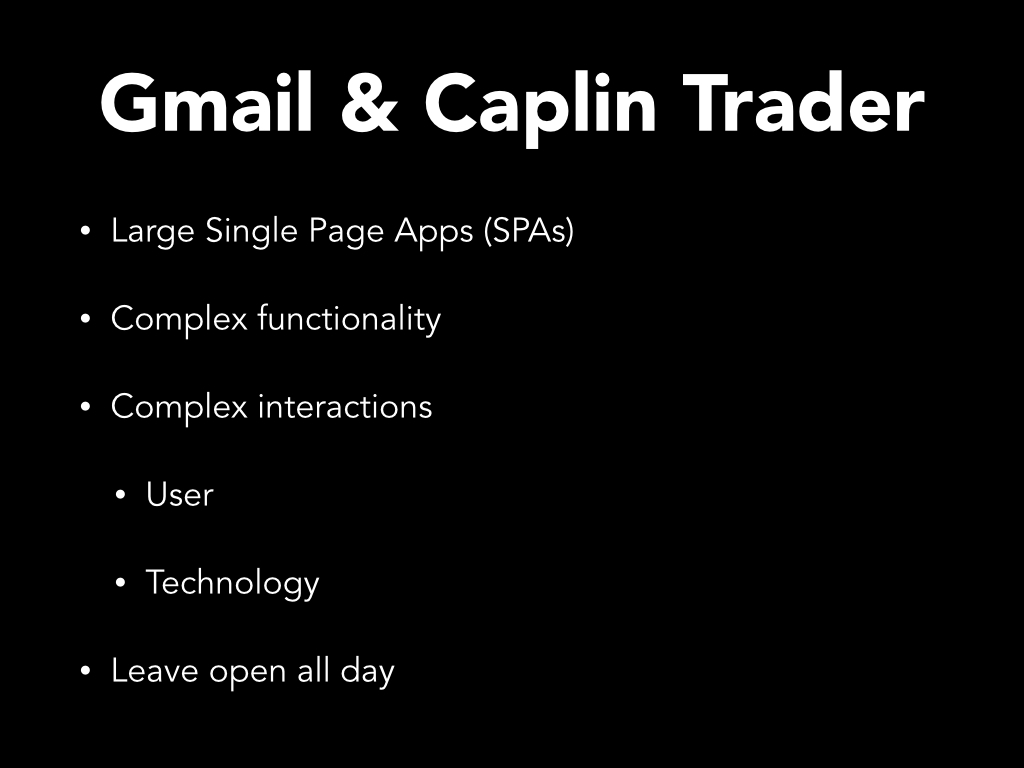 Gmail & Caplin Trader
• Large Single Page Apps (SPAs)
• Complex functionality
• Complex interactions
• User
• Technology
• Leave open all day